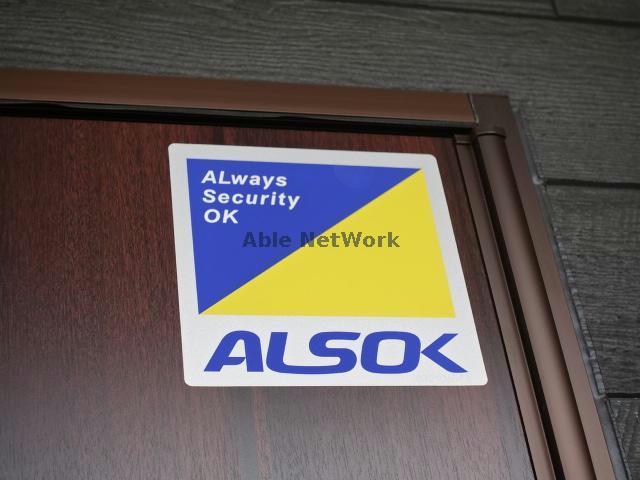 ALways
Security
OK
Able NetWork
ALSOK